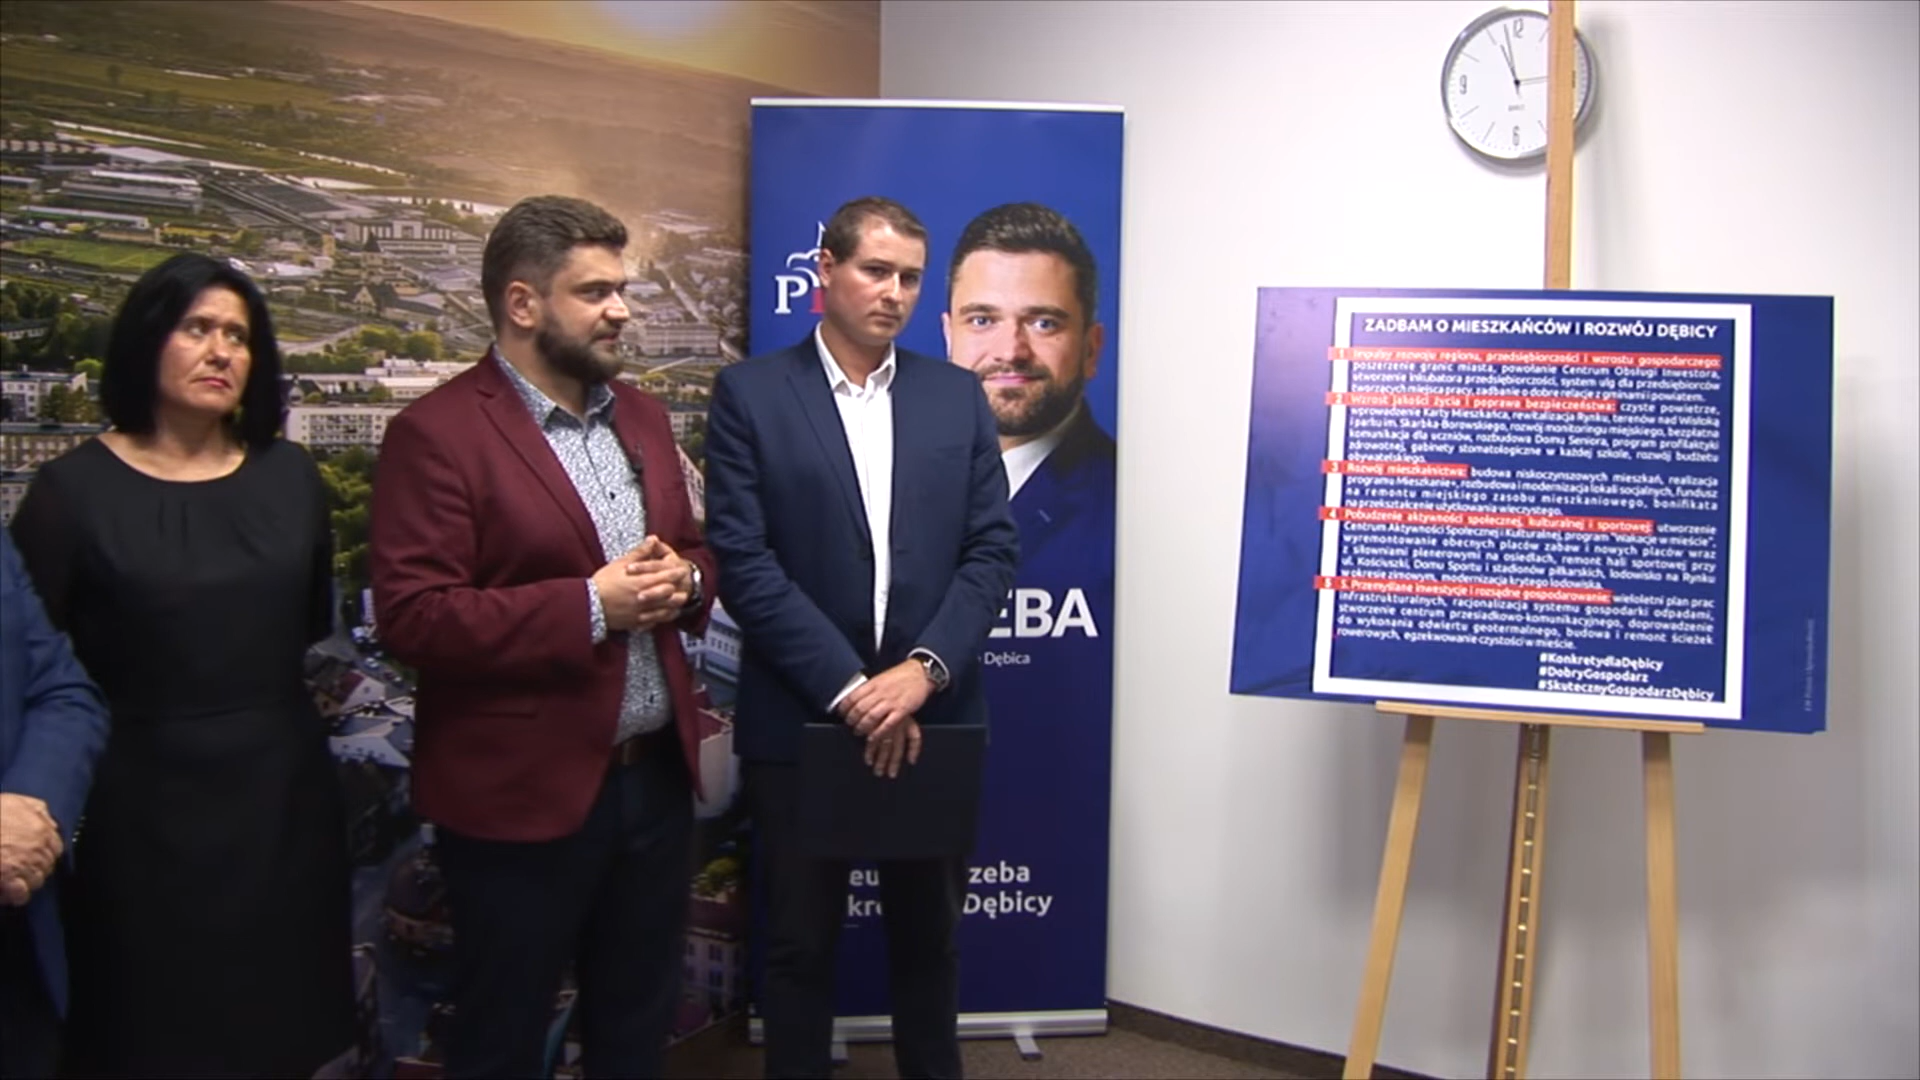 12
9
6
P
EBA
Dębica
eu zeba
kre Dębicy
ZADBAM O MIESZKAŃCÓW I ROZWÓJ DĘBICY
1 Impulsy rozwoju regionu, przedsiębiorczości i wzrostu gospodarczego:
poszerzenie granic miasta, powołanie Centrum Obsługi Inwestora,
utworzenie inkubatora przedsiębiorczości, system ulg dla przedsiębiorców
tworzących miejsca pracy, zadbanie o dobre relacje z gminami i powiatem.
2 Wzrost jakości życia i poprawa bezpieczeństwa: czyste powietrze,
wprowadzenie Karty Mieszkańca, rewitalizacja Rynku, terenów nad Wisłoką
i parku im. Skarbka-Borowskiego, rozwój monitoringu miejskiego, bezpłatna
komunikacja dla uczniów, rozbudowa Domu Seniora, program profilaktyki
zdrowotnej, gabinety stomatologiczne w każdej szkole, rozwój budżetu
obywatelskiego.
3 Rozwój mieszkalnictwa: budowa niskoczynszowych mieszkań, realizacja
programu Mieszkanie+, rozbudowa i modernizacja lokali socjalnych, fundusz
na remontu miejskiego zasobu mieszkaniowego, bonifikata
na przekształcenie użytkowania wieczystego.
4 Pobudzenie aktywności społecznej, kulturalnej i sportowej: utworzenie
Centrum Aktywności Społecznej i Kulturalnej, program "Wakacje w mieście",
wyremontowanie obecnych placów zabaw i nowych placów wraz
z siłowniami plenerowymi na osiedlach, remont hali sportowej przy
ul. Kościuszki, Domu Sportu i stadionów piłkarskich, lodowisko na Rynku
w okresie zimowym, modernizacja krytego lodowiska.
5 5. Przemyślane inwestycje i rozsądne gospodarowanie: wieloletni plan prac
infrastrukturalnych, racjonalizacja systemu gospodarki odpadami,
stworzenie centrum przesiadkowo-komunikacyjnego, doprowadzenie
do wykonania odwiertu geotermalnego, budowa i remont ścieżek
rowerowych, egzekwowanie czystości w mieście.
#KonkretydlaDębicy
#DobryGospodarz
#SkutecznyGospodarzDębicy